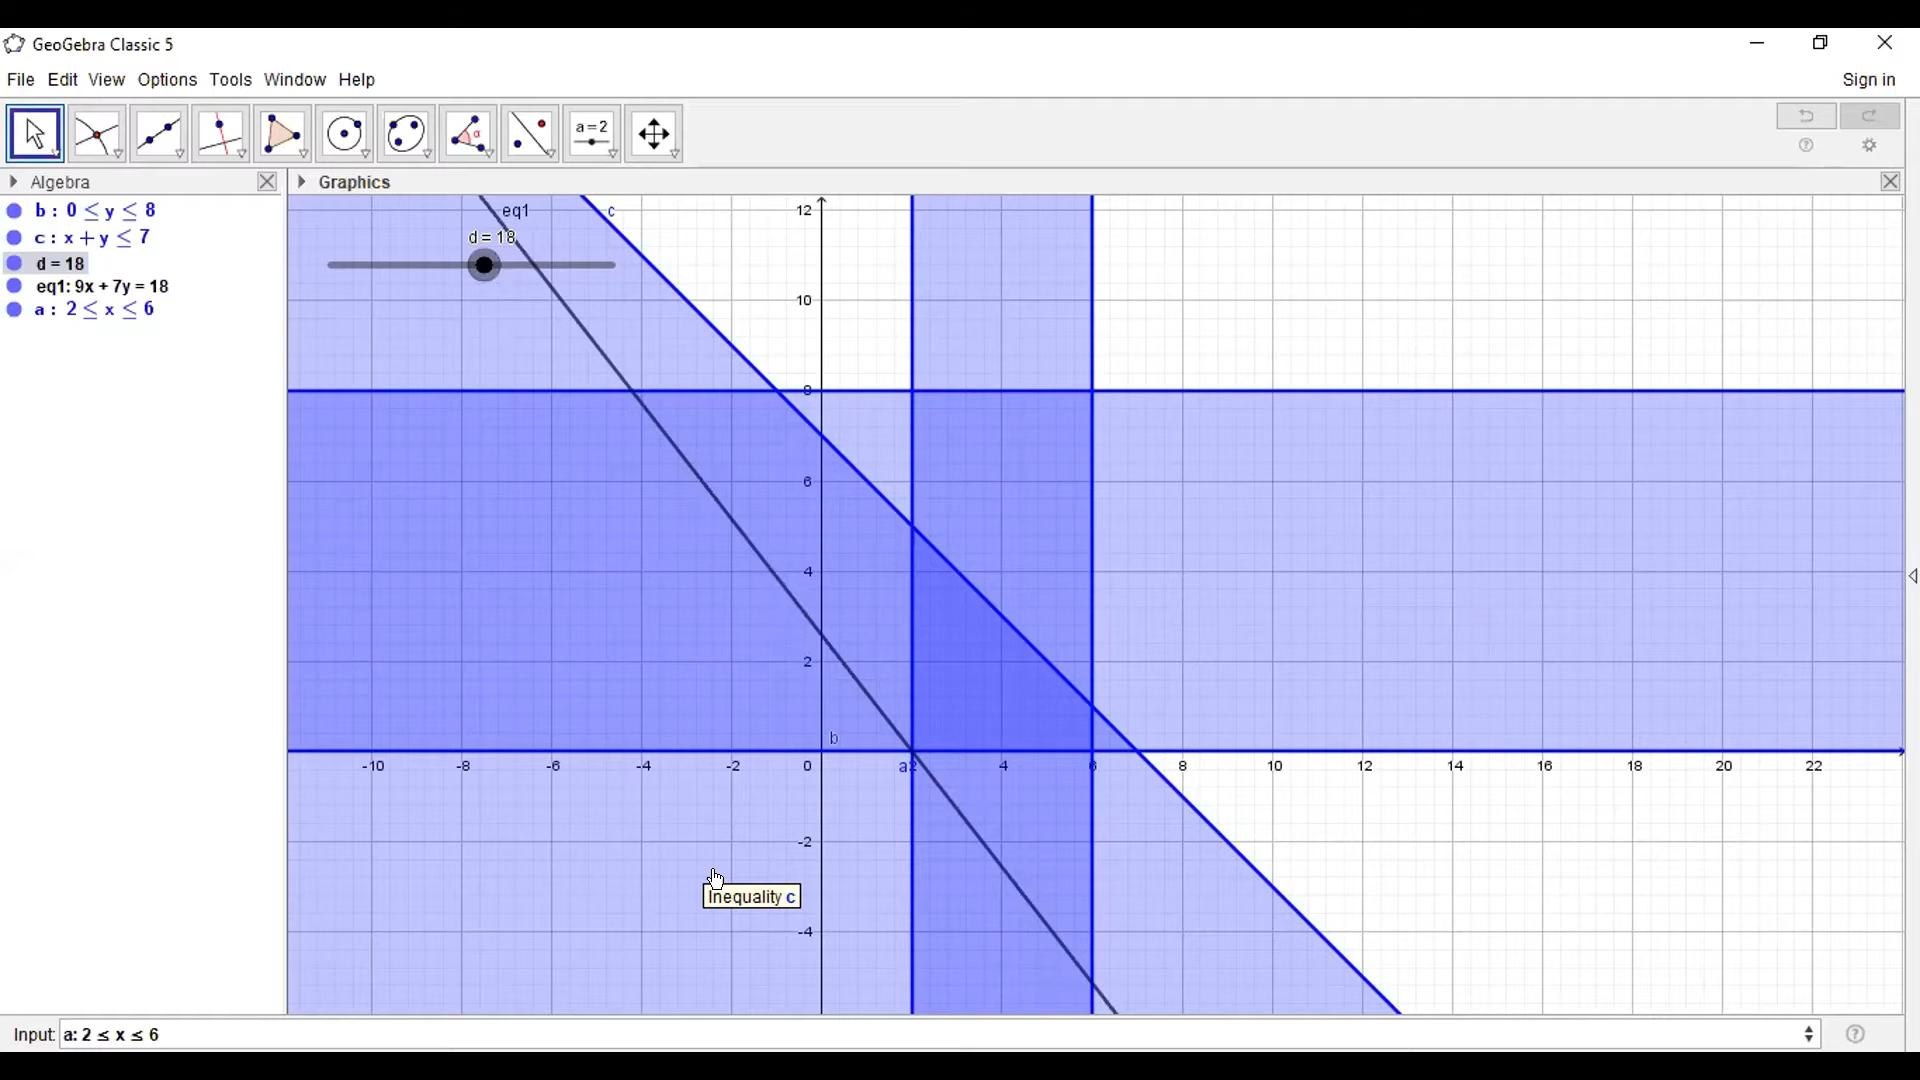 GeoGebra Classic 5
File Edit View Options Tools Window Help
Sign in
a=2
Algebra
Graphics
b : 0 ≤ y ≤ 8
c : x + y ≤ 7
d = 18
eq1: 9x + 7y = 18
a : 2 ≤ x ≤ 6
eq1
c
d = 18
12
10
8
6
4
2
b
-10 -8 -6 -4 -2 0 a 2 4 6 8 10 12 14 16 18 20 22
-2
-4
Inequality c
Input: a: 2 ≤ x ≤ 6